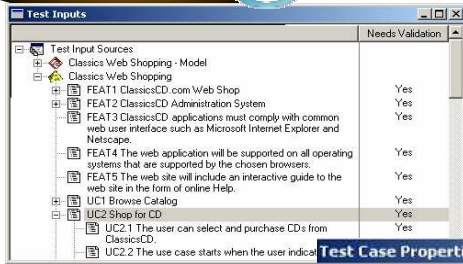 Test Inputs
Needs Validation
Test Input Sources
Classics Web Shopping - Model
Classics Web Shopping
FEAT1 ClassicsCD.com Web Shop Yes
FEAT2 ClassicsCD Administration System Yes
FEAT3 ClassicsCD applications must comply with common Yes
web user interface such as Microsoft Internet Explorer and
Netscape.
FEAT4 The web application will be supported on all operating Yes
systems that are supported by the chosen browsers.
FEAT5 The web site will include an interactive guide to the Yes
web site in the form of online Help.
UC1 Browse Catalog Yes
UC2 Shop for CD Yes
UC2.1 The user can select and purchase CDs from Yes
ClassicsCD.
UC2.2 The use case starts when the user
Test Case